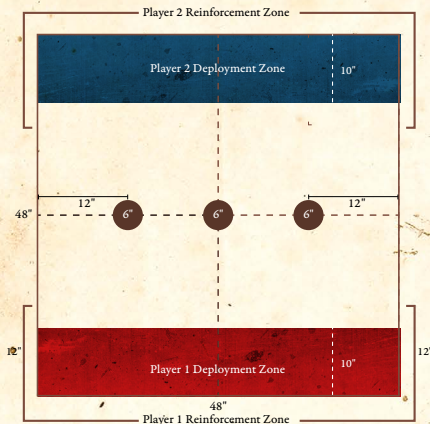 Player 2 Reinforcement Zone
Player 2 Deployment Zone
10"
12"
12"
48"
6"
6"
6"
12"
12"
10"
Player 1 Deployment Zone
48"
Player 1 Reinforcement Zone